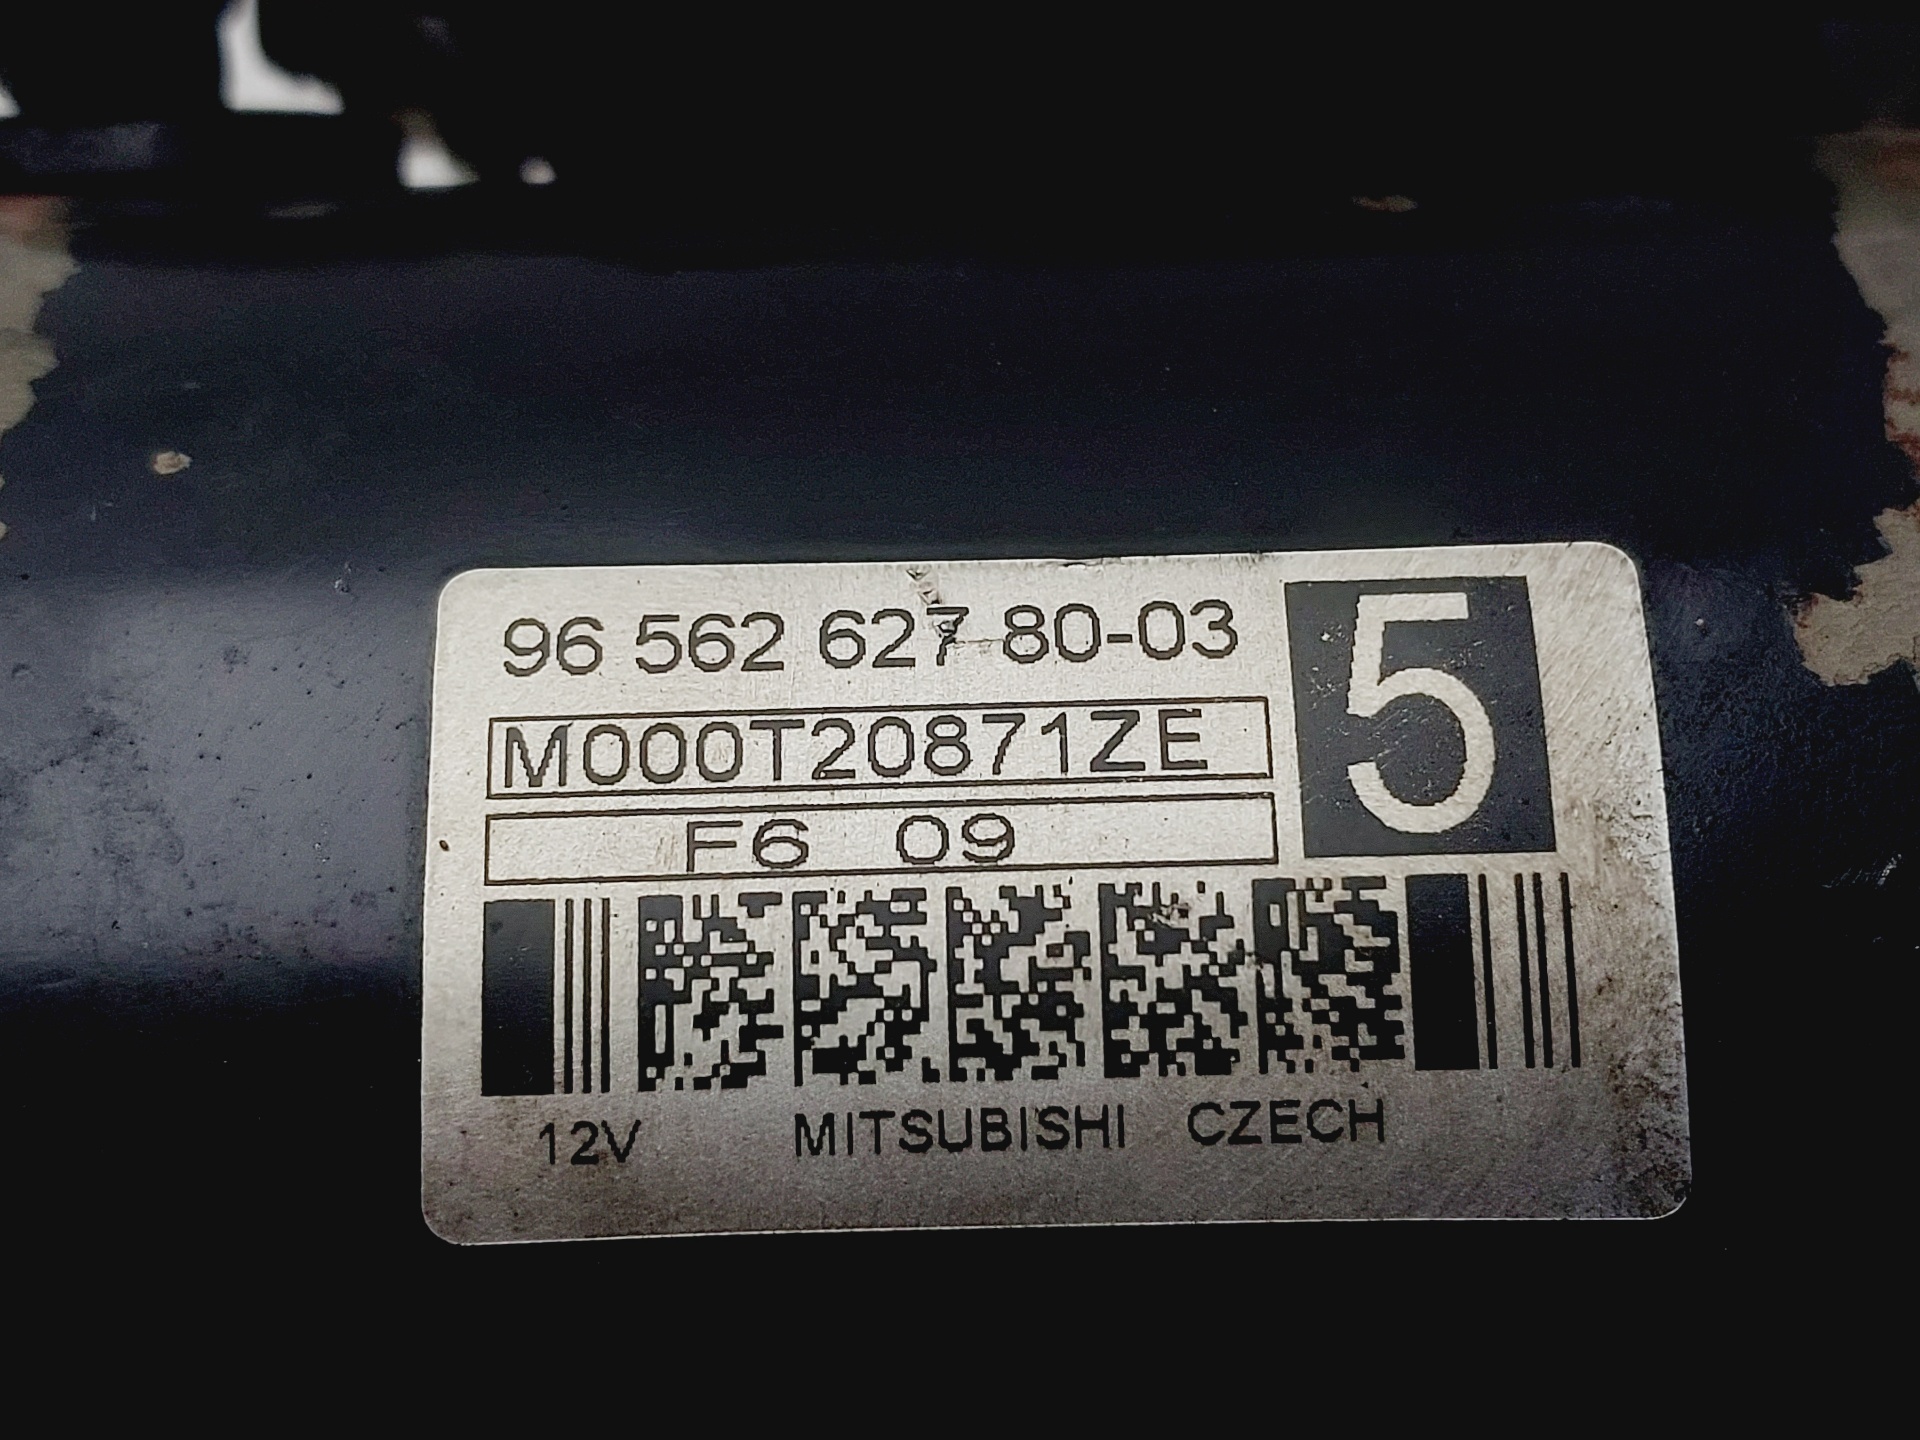 96 562 627 80-03
5
M000T20871ZE
F6 09
12V MITSUBISHI CZECH